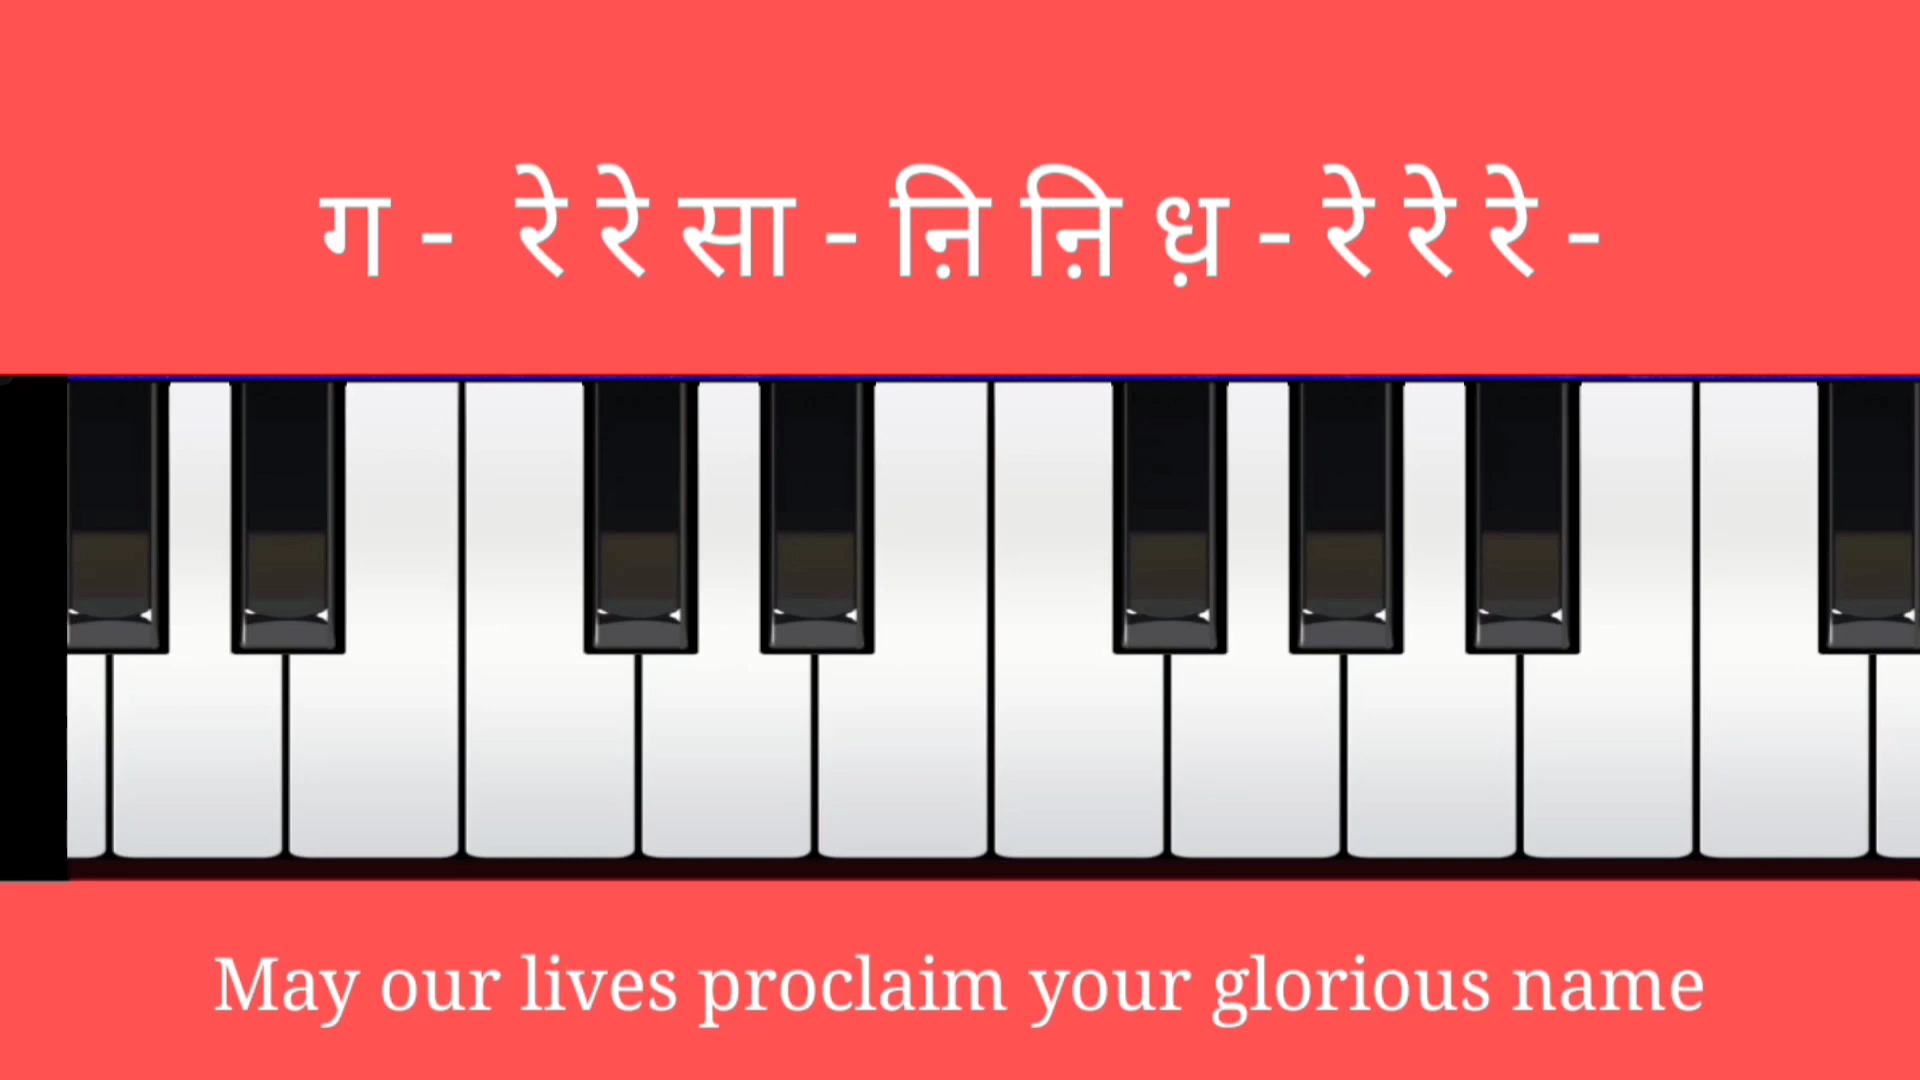 ग - रे रे सा - ऩि ऩि ध़ - रे रे रे -
May our lives proclaim your glorious name